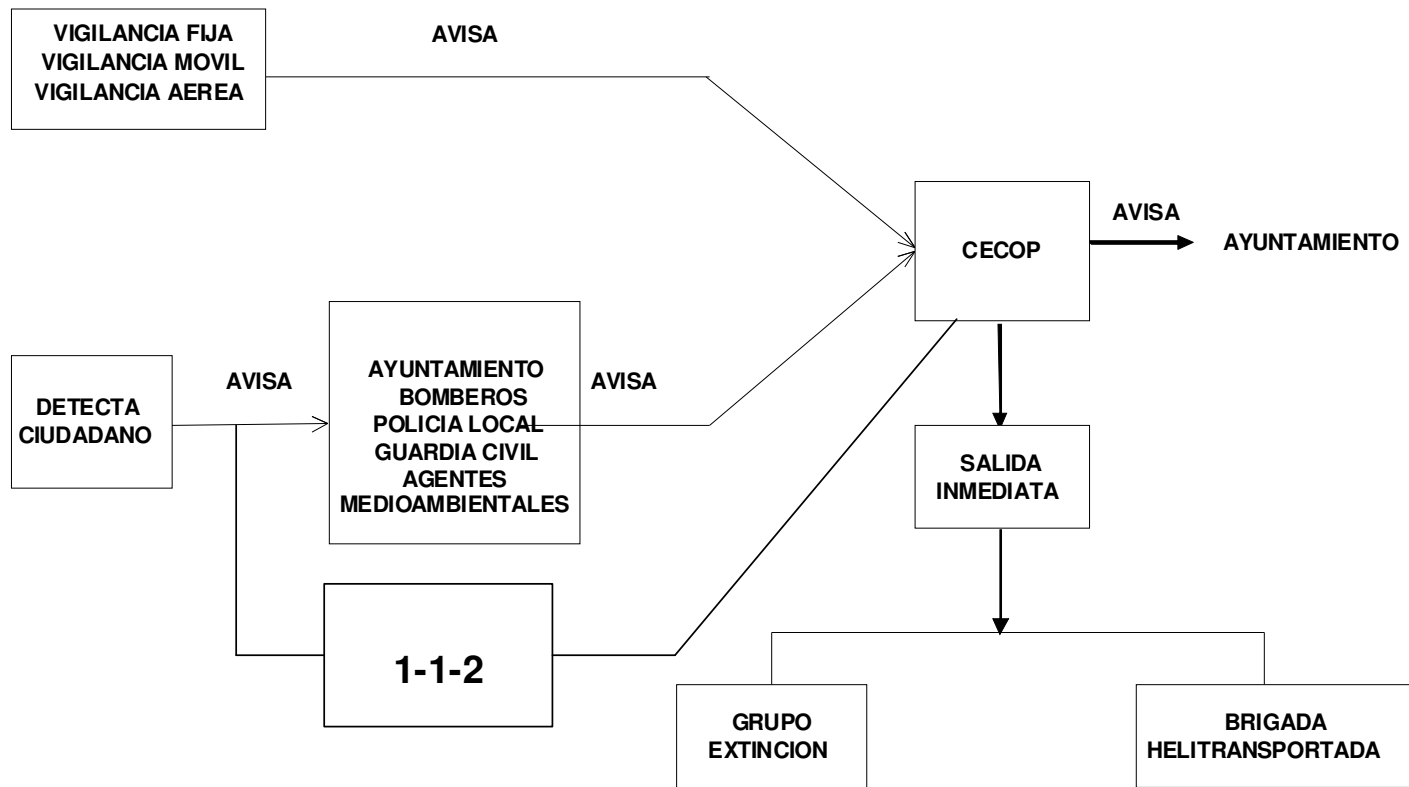 VIGILANCIA FIJA
VIGILANCIA MOVIL
VIGILANCIA AEREA
AVISA
CECOP
AVISA
AYUNTAMIENTO
DETECTA
CIUDADANO
AVISA
AYUNTAMIENTO
BOMBEROS
POLICIA LOCAL
GUARDIA CIVIL
AGENTES
MEDIOAMBIENTALES
AVISA
1-1-2
SALIDA
INMEDIATA
GRUPO
EXTINCION
BRIGADA
HELITRANSPORTADA